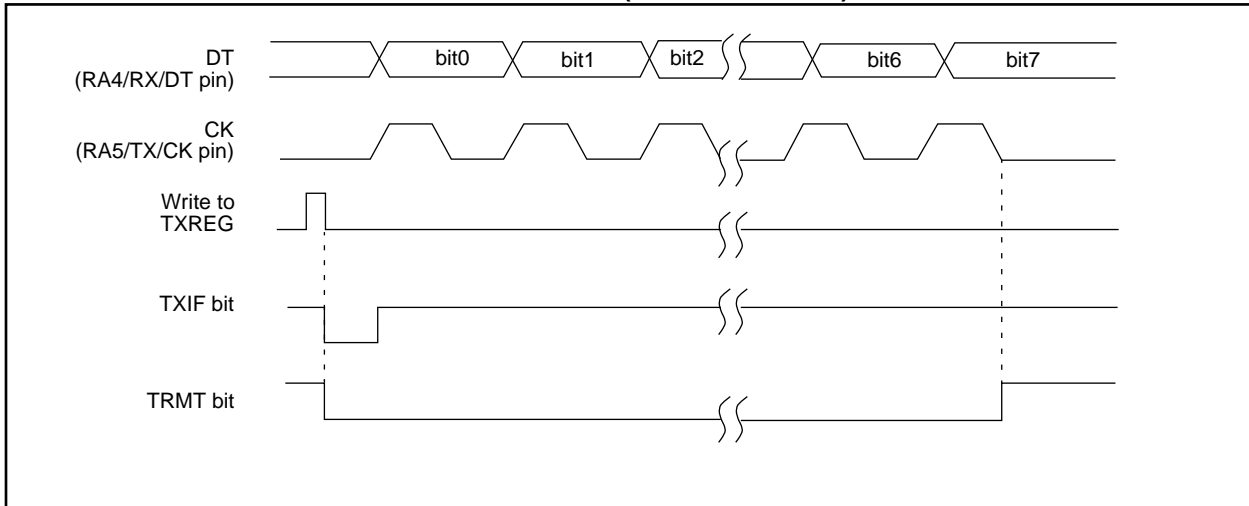 DT
(RA4/RX/DT pin)
bit0
bit1
bit2
bit6
bit7
CK
(RA5/TX/CK pin)
Write to
TXREG
TXIF bit
TRMT bit